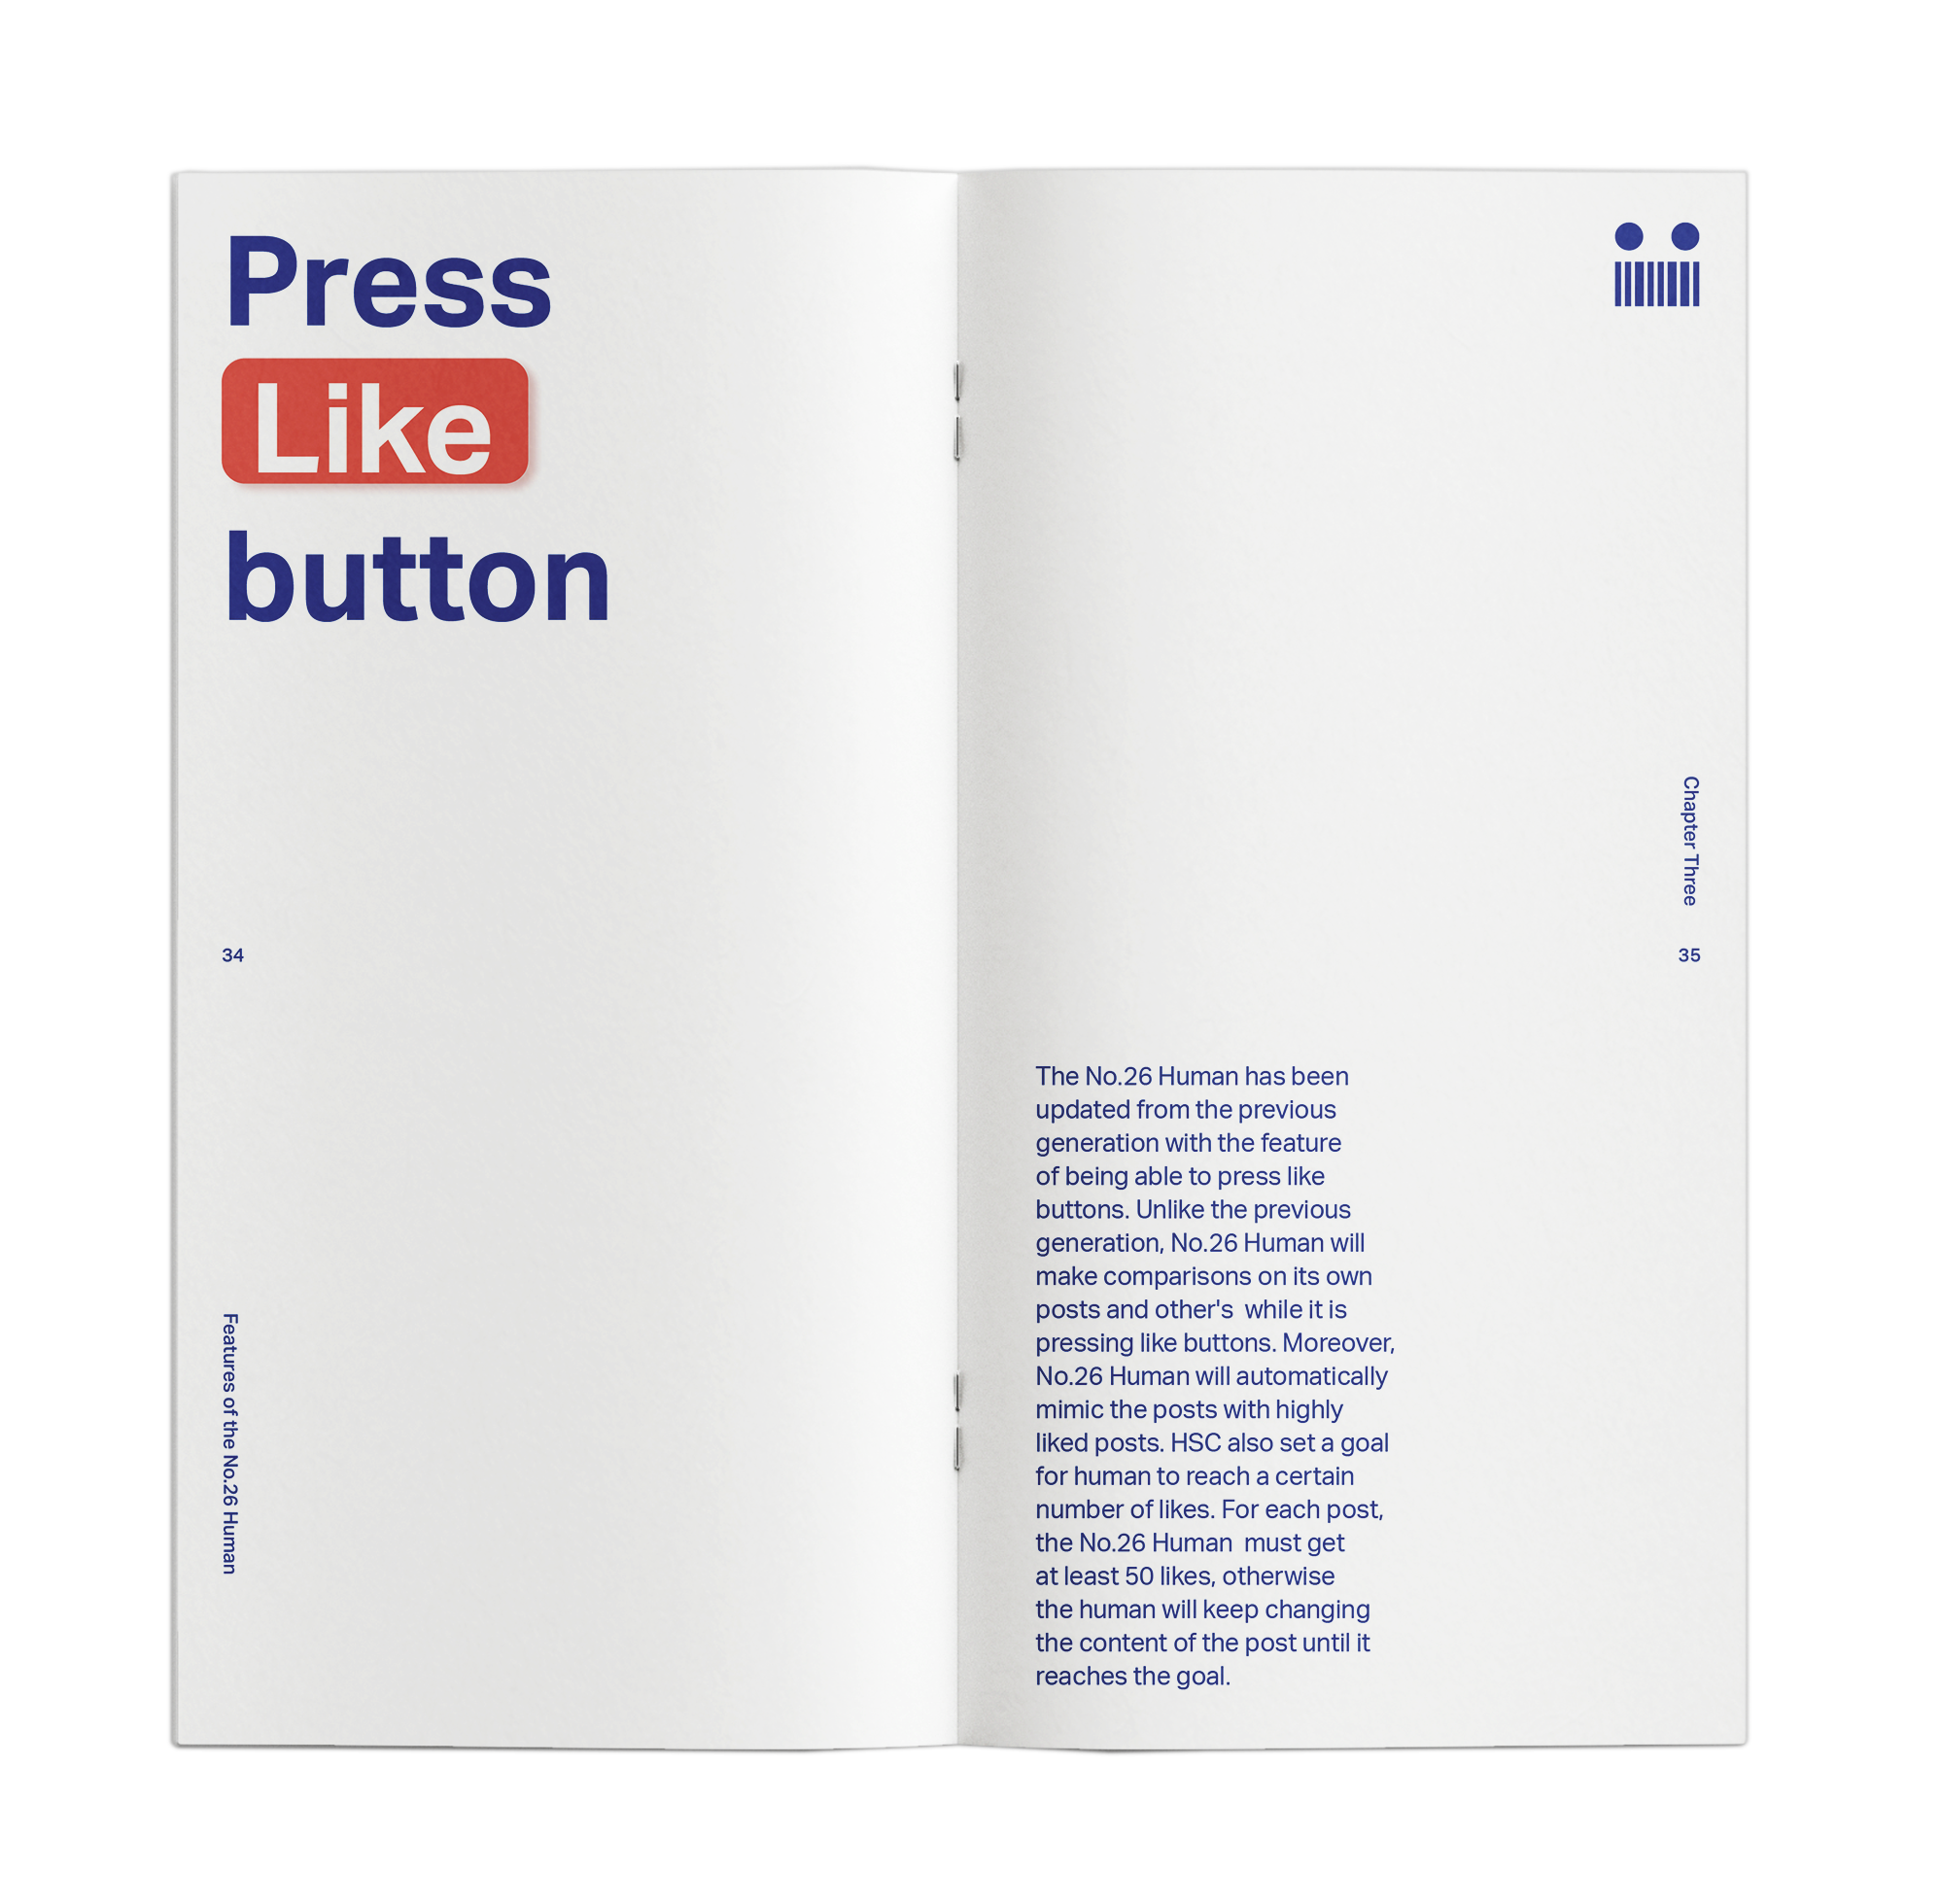 Press
Like
button
34
Features of the No.26 Human
Chapter Three
35
The No.26 Human has been
updated from the previous
generation with the feature
of being able to press like
buttons. Unlike the previous
generation, No.26 Human will
make comparisons on its own
posts and other's  while it is
pressing like buttons. Moreover,
No.26 Human will automatically
mimic the posts with highly
liked posts. HSC also set a goal
for human to reach a certain
number of likes. For each post,
the No.26 Human  must get
at least 50 likes, otherwise
the human will keep changing
the content of the post until it
reaches the goal.